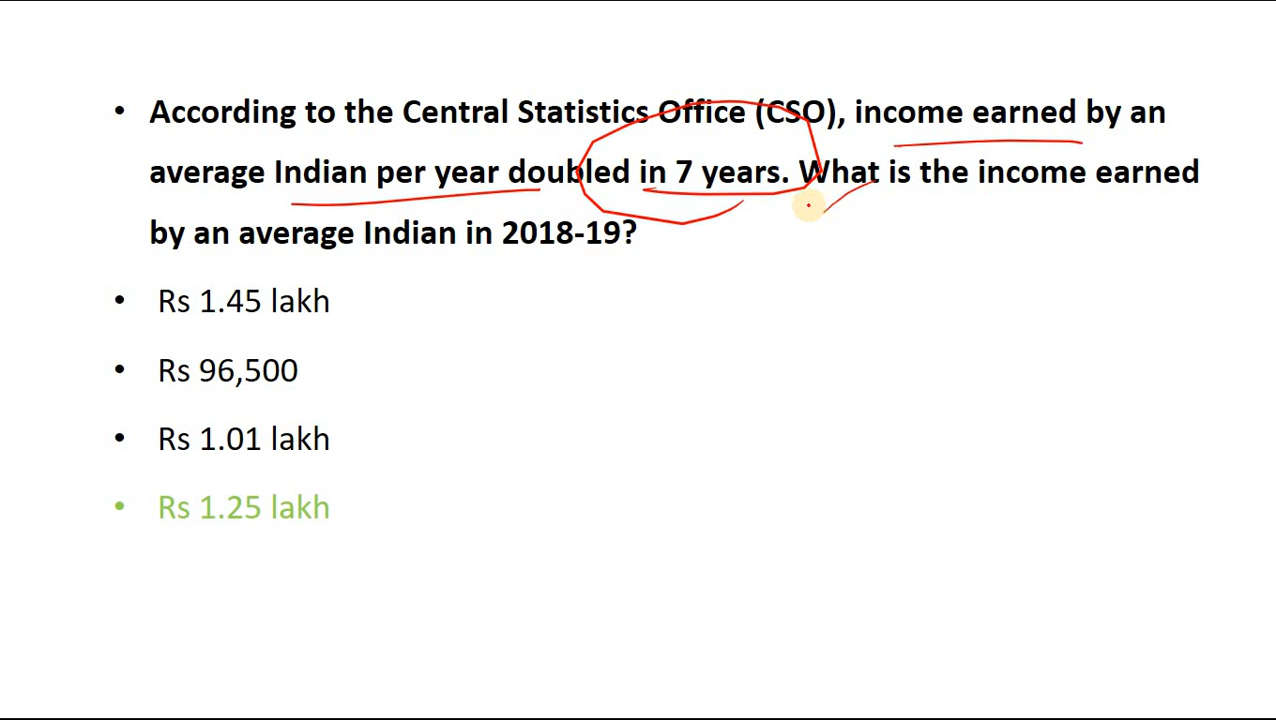 • According to the Central Statistics Office (CSO), income earned by an
average Indian per year doubled in 7 years. What is the income earned
by an average Indian in 2018-19?
• Rs 1.45 lakh
• Rs 96,500
• Rs 1.01 lakh
• Rs 1.25 lakh